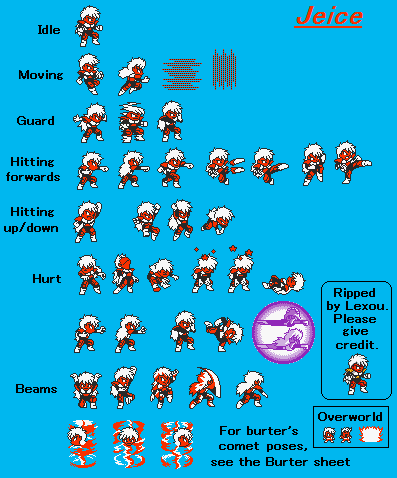 Jeice
Idle
Moving
Guard
Hitting
forwards
Hitting
up/down
Hurt
Ripped
by Lexou.
Please
give
credit.
Beams
Overworld
For burter's
comet poses,
see the Burter sheet